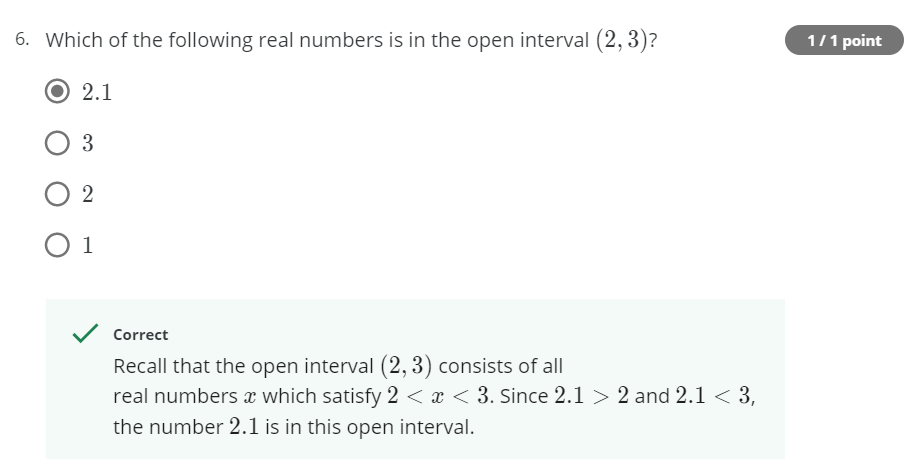 6. Which of the following real numbers is in the open interval (2, 3)? 1 / 1 point
2.1
3
2
1
Correct
Recall that the open interval (2, 3) consists of all
real numbers x which satisfy 2 < x < 3. Since 2.1 > 2 and 2.1 < 3,
the number 2.1 is in this open interval.